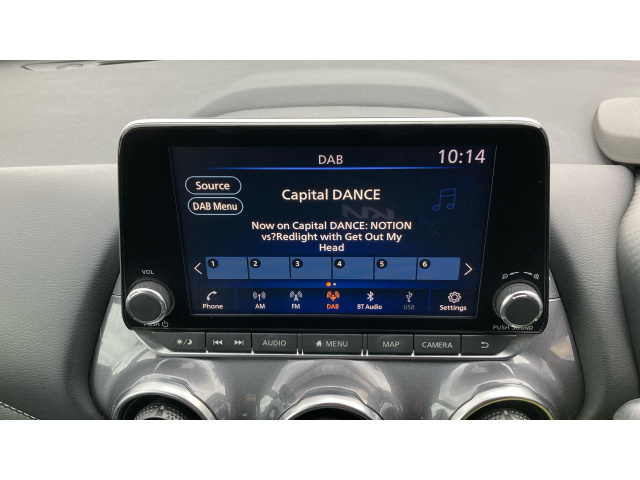 DAB
10:14
Source
DAB Menu
Capital DANCE
Now on Capital DANCE: NOTION
vs?Redlight with Get Out My
Head
1 2 3 4 5 6
Phone AM FM DAB BT Audio USB Settings
VOL
PUSH
PUSH SOUND
AUDIO MENU MAP CAMERA